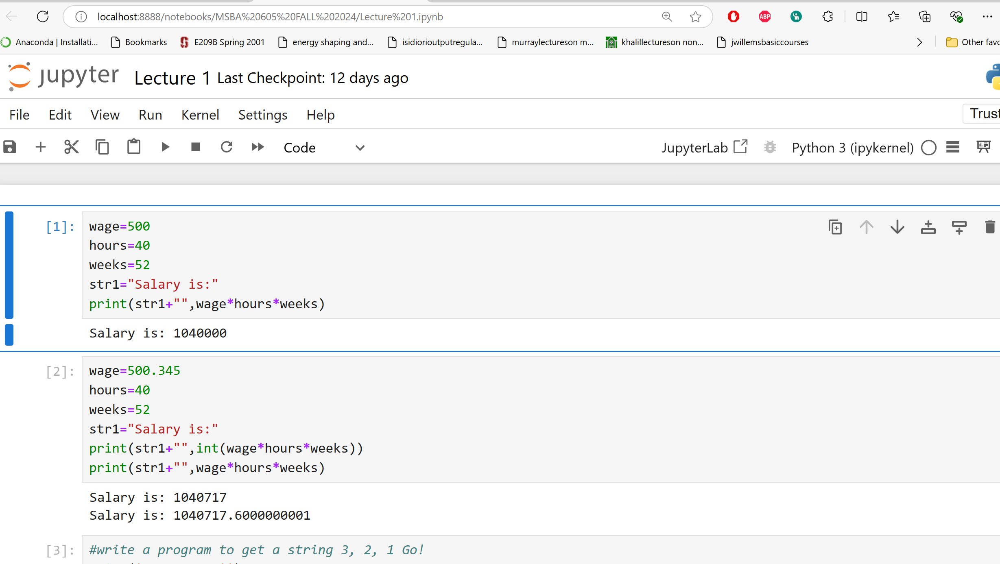 localhost:8888/notebooks/MSBA%20605%20FALL%202024/Lecture%201.ipynb
ABP
Anaconda | Installati... Bookmarks E209B Spring 2001 energy shaping and... isidiorioutputregula... murraylectureson m... khalillectureson non... jwillemsbasiccourses Other favo
jupyter Lecture 1 Last Checkpoint: 12 days ago
File Edit View Run Kernel Settings Help Trust
Code JupyterLab Python 3 (ipykernel)
[1]: wage=500
hours=40
weeks=52
str1="Salary is:"
print(str1+"",wage*hours*weeks)
Salary is: 1040000
[2]: wage=500.345
hours=40
weeks=52
str1="Salary is:"
print(str1+"",int(wage*hours*weeks))
print(str1+"",wage*hours*weeks)
Salary is: 1040717
Salary is: 1040717.6000000001
[3]: #write a program to get a string 3, 2, 1 Go!